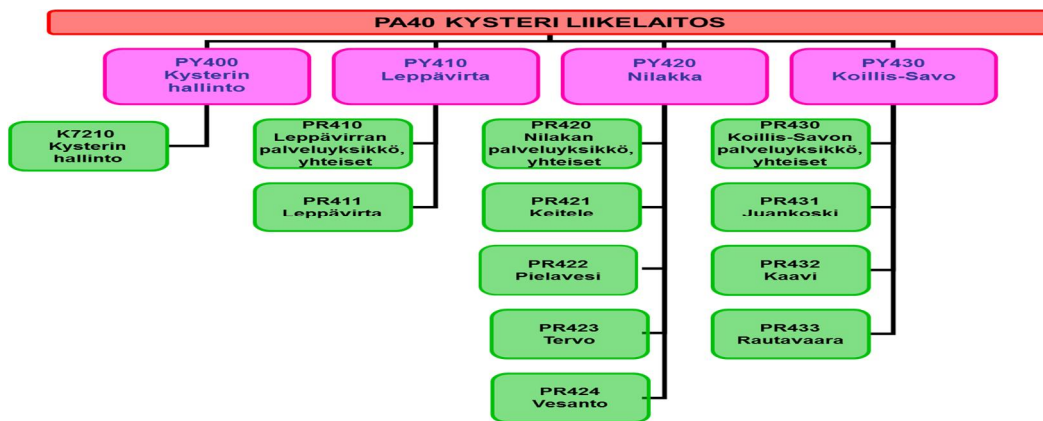 PA40 KYSTERI LIIKELAITOS
PY400
Kysterin
hallinto
PY410
Leppävirta
PY420
Nilakka
PY430
Koillis-Savo
K7210
Kysterin
hallinto
PR410
Leppävirran
palveluyksikkö,
yhteiset
PR420
Nilakan
palveluyksikkö,
yhteiset
PR430
Koillis-Savon
palveluyksikkö,
yhteiset
PR411
Leppävirta
PR421
Keitele
PR431
Juankoski
PR422
Pielavesi
PR432
Kaavi
PR423
Tervo
PR433
Rautavaara
PR424
Vesanto